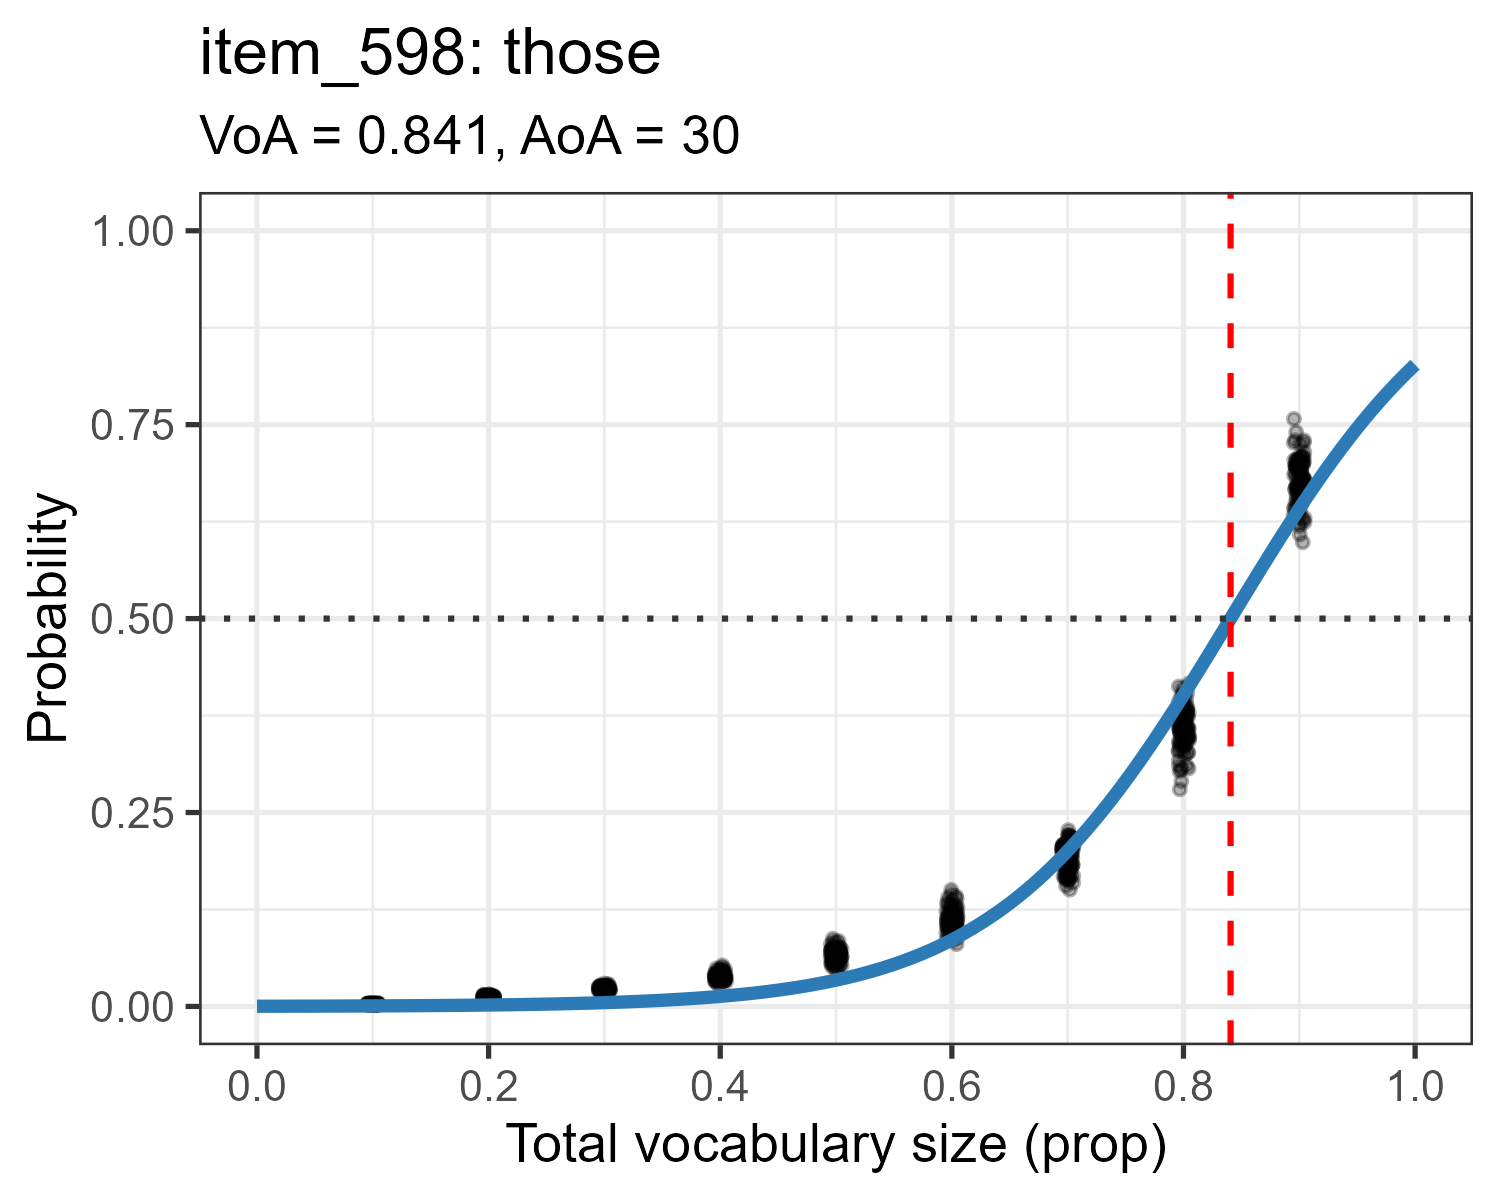 item_598: those
VoA = 0.841, AoA = 30
1.00
0.75
0.50
0.25
0.00
Probability
0.0 0.2 0.4 0.6 0.8 1.0
Total vocabulary size (prop)